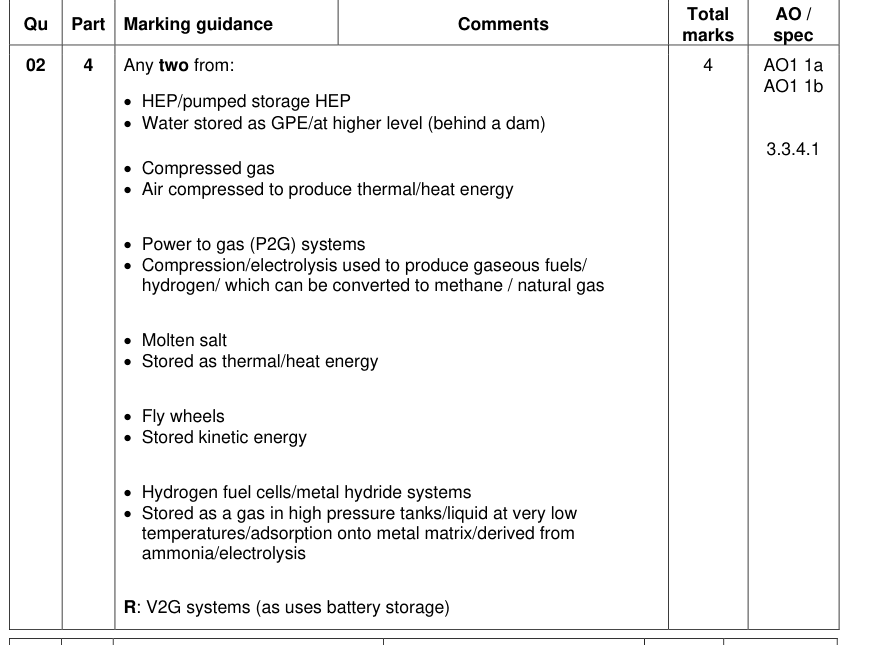 Qu Part Marking guidance Comments Total marks AO / spec
02 4 Any two from: 4 AO1 1a
AO1 1b
• HEP/pumped storage HEP
• Water stored as GPE/at higher level (behind a dam)
3.3.4.1
• Compressed gas
• Air compressed to produce thermal/heat energy
• Power to gas (P2G) systems
• Compression/electrolysis used to produce gaseous fuels/
hydrogen/ which can be converted to methane / natural gas
• Molten salt
• Stored as thermal/heat energy
• Fly wheels
• Stored kinetic energy
• Hydrogen fuel cells/metal hydride systems
• Stored as a gas in high pressure tanks/liquid at very low
temperatures/adsorption onto metal matrix/derived from
ammonia/electrolysis
R: V2G systems (as uses battery storage)